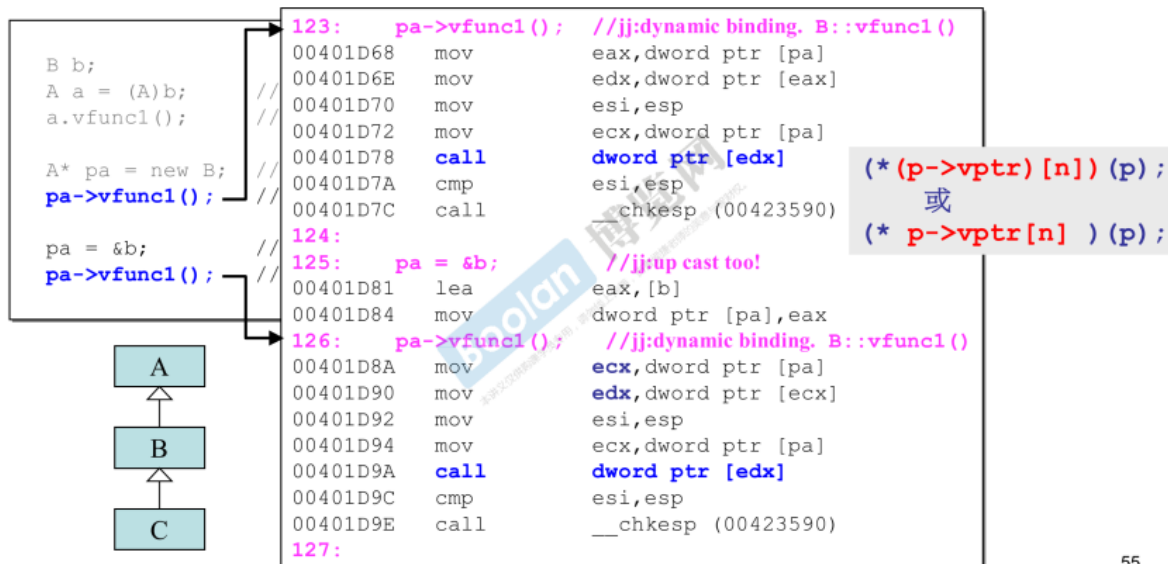 B b;
A a = (A)b; //
a.vfunc1(); //
A* pa = new B; //
pa->vfunc1(); //
pa = &b; //
pa->vfunc1(); //
123: pa->vfunc1(); //jj:dynamic binding. B::vfunc1()
00401D68 mov eax,dword ptr [pa]
00401D6E mov edx,dword ptr [eax]
00401D70 mov esi,esp
00401D72 mov ecx,dword ptr [pa]
00401D78 call dword ptr [edx]
00401D7A cmp esi,esp
00401D7C call __chkesp (00423590)
124:
125: pa = &b; //jj:up cast too!
00401D81 lea eax,[b]
00401D84 mov dword ptr [pa],eax
126: pa->vfunc1(); //jj:dynamic binding. B::vfunc1()
00401D8A mov ecx,dword ptr [pa]
00401D90 mov edx,dword ptr [ecx]
00401D92 mov esi,esp
00401D94 mov ecx,dword ptr [pa]
00401D9A call dword ptr [edx]
00401D9C cmp esi,esp
00401D9E call __chkesp (00423590)
127:
(*(p->vptr)[n])(p);
或
(* p->vptr[n] )(p);
A
B
C
boolan
博览网
55